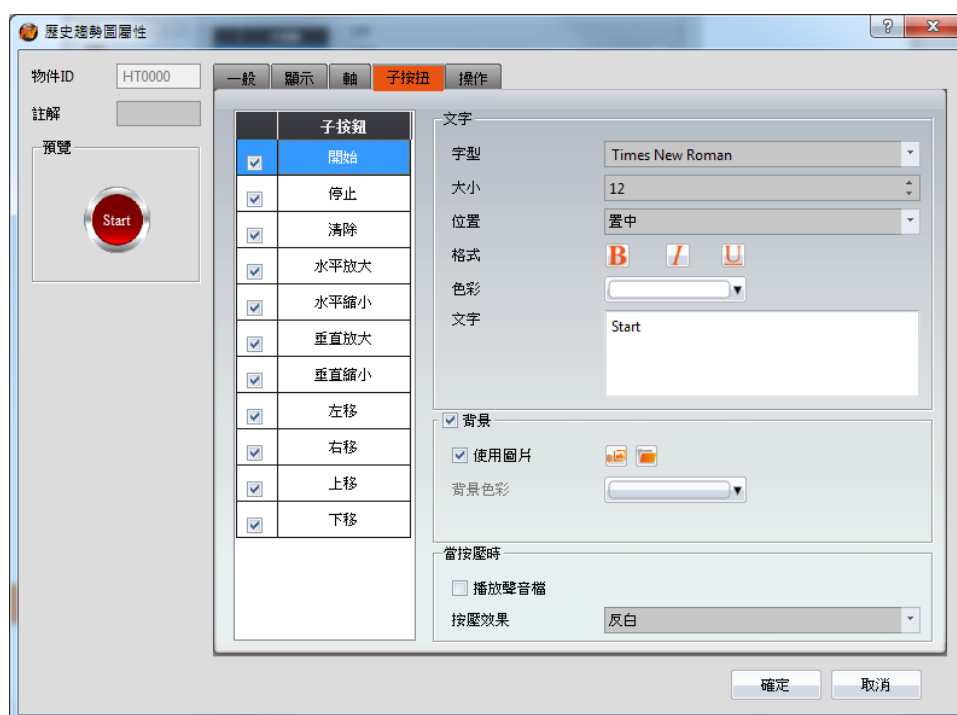 歷史趨勢圖屬性
物件ID HT0000
註解
預覽
Start
一般 顯示 軸 子按扭 操作
子按鈕
開始
停止
清除
水平放大
水平縮小
垂直放大
垂直縮小
左移
右移
上移
下移
文字
字型 Times New Roman
大小 12
位置 置中
格式 B I U
色彩
文字 Start
背景
使用圖片
背景色彩
當按壓時
播放聲音檔
按壓效果 反白
確定 取消